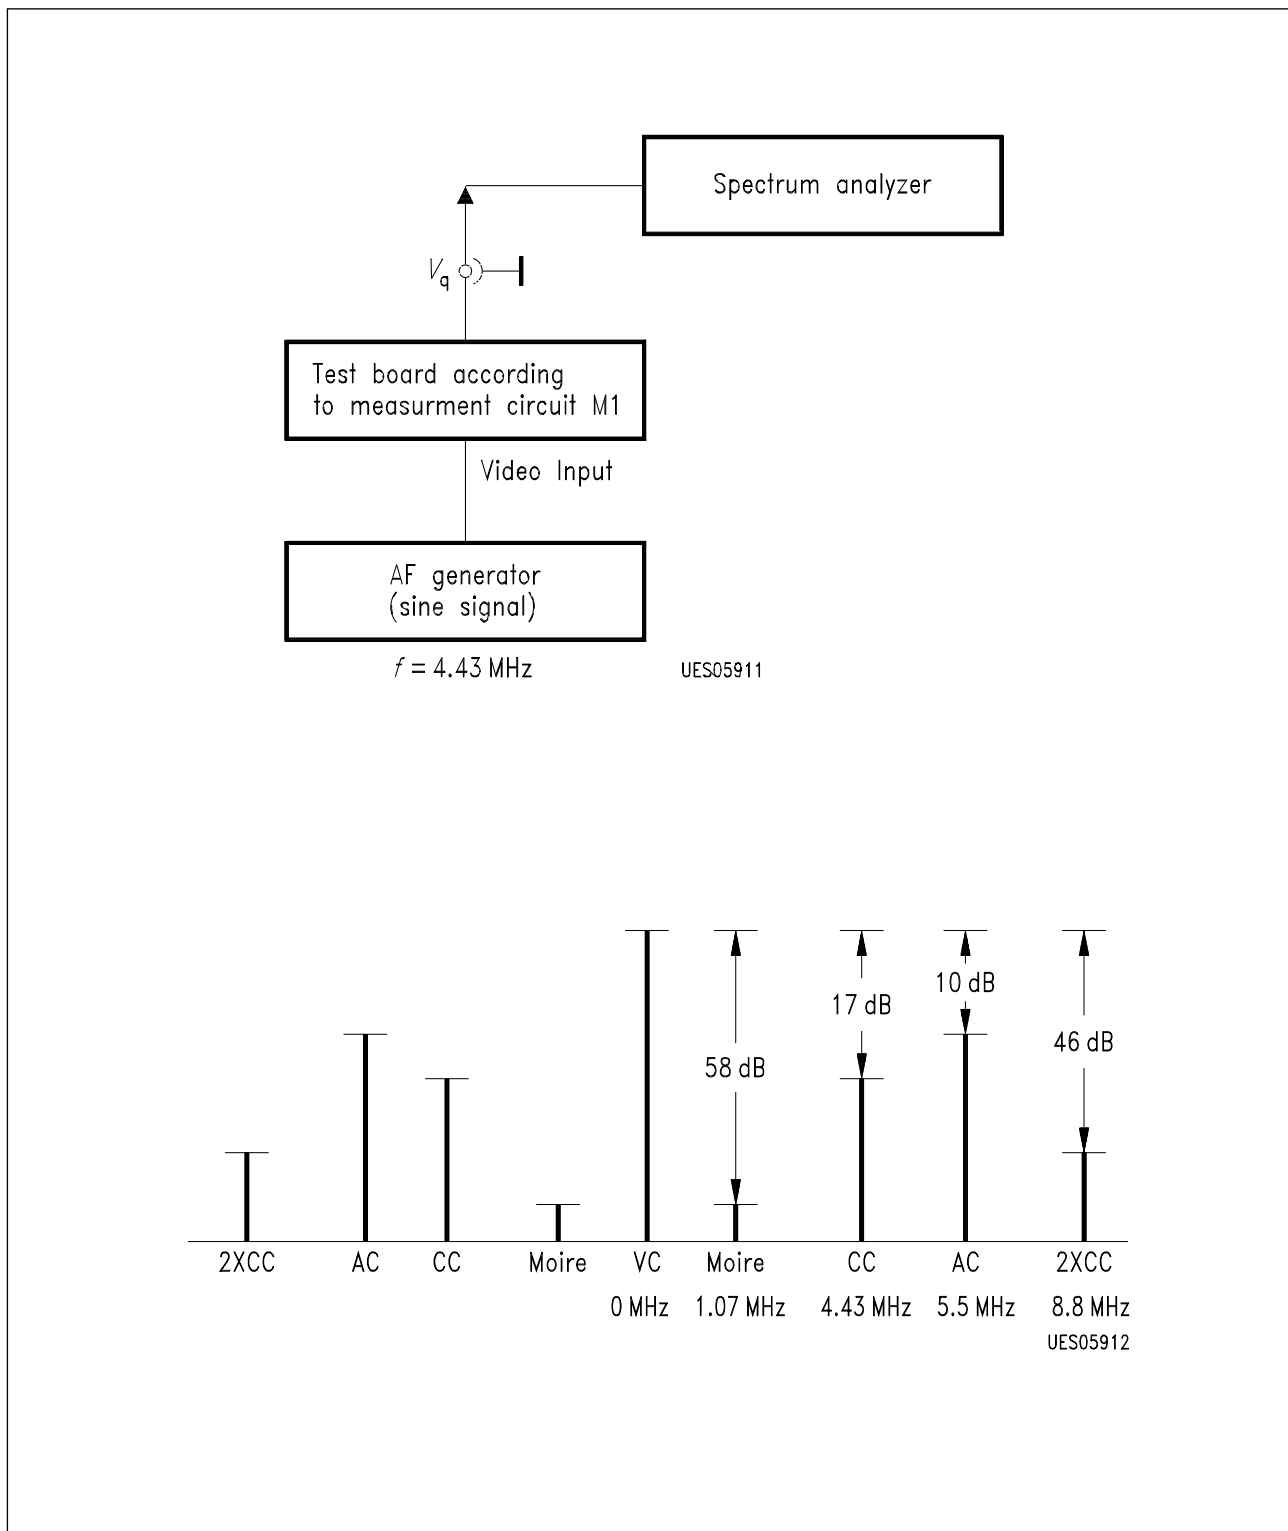 Spectrum analyzer
Vq
Test board according
to measurment circuit M1
Video Input
AF generator
(sine signal)
f = 4.43 MHz
UES05911
10 dB
17 dB
46 dB
58 dB
2XCC AC CC Moire VC Moire CC AC 2XCC
0 MHz 1.07 MHz 4.43 MHz 5.5 MHz 8.8 MHz
UES05912